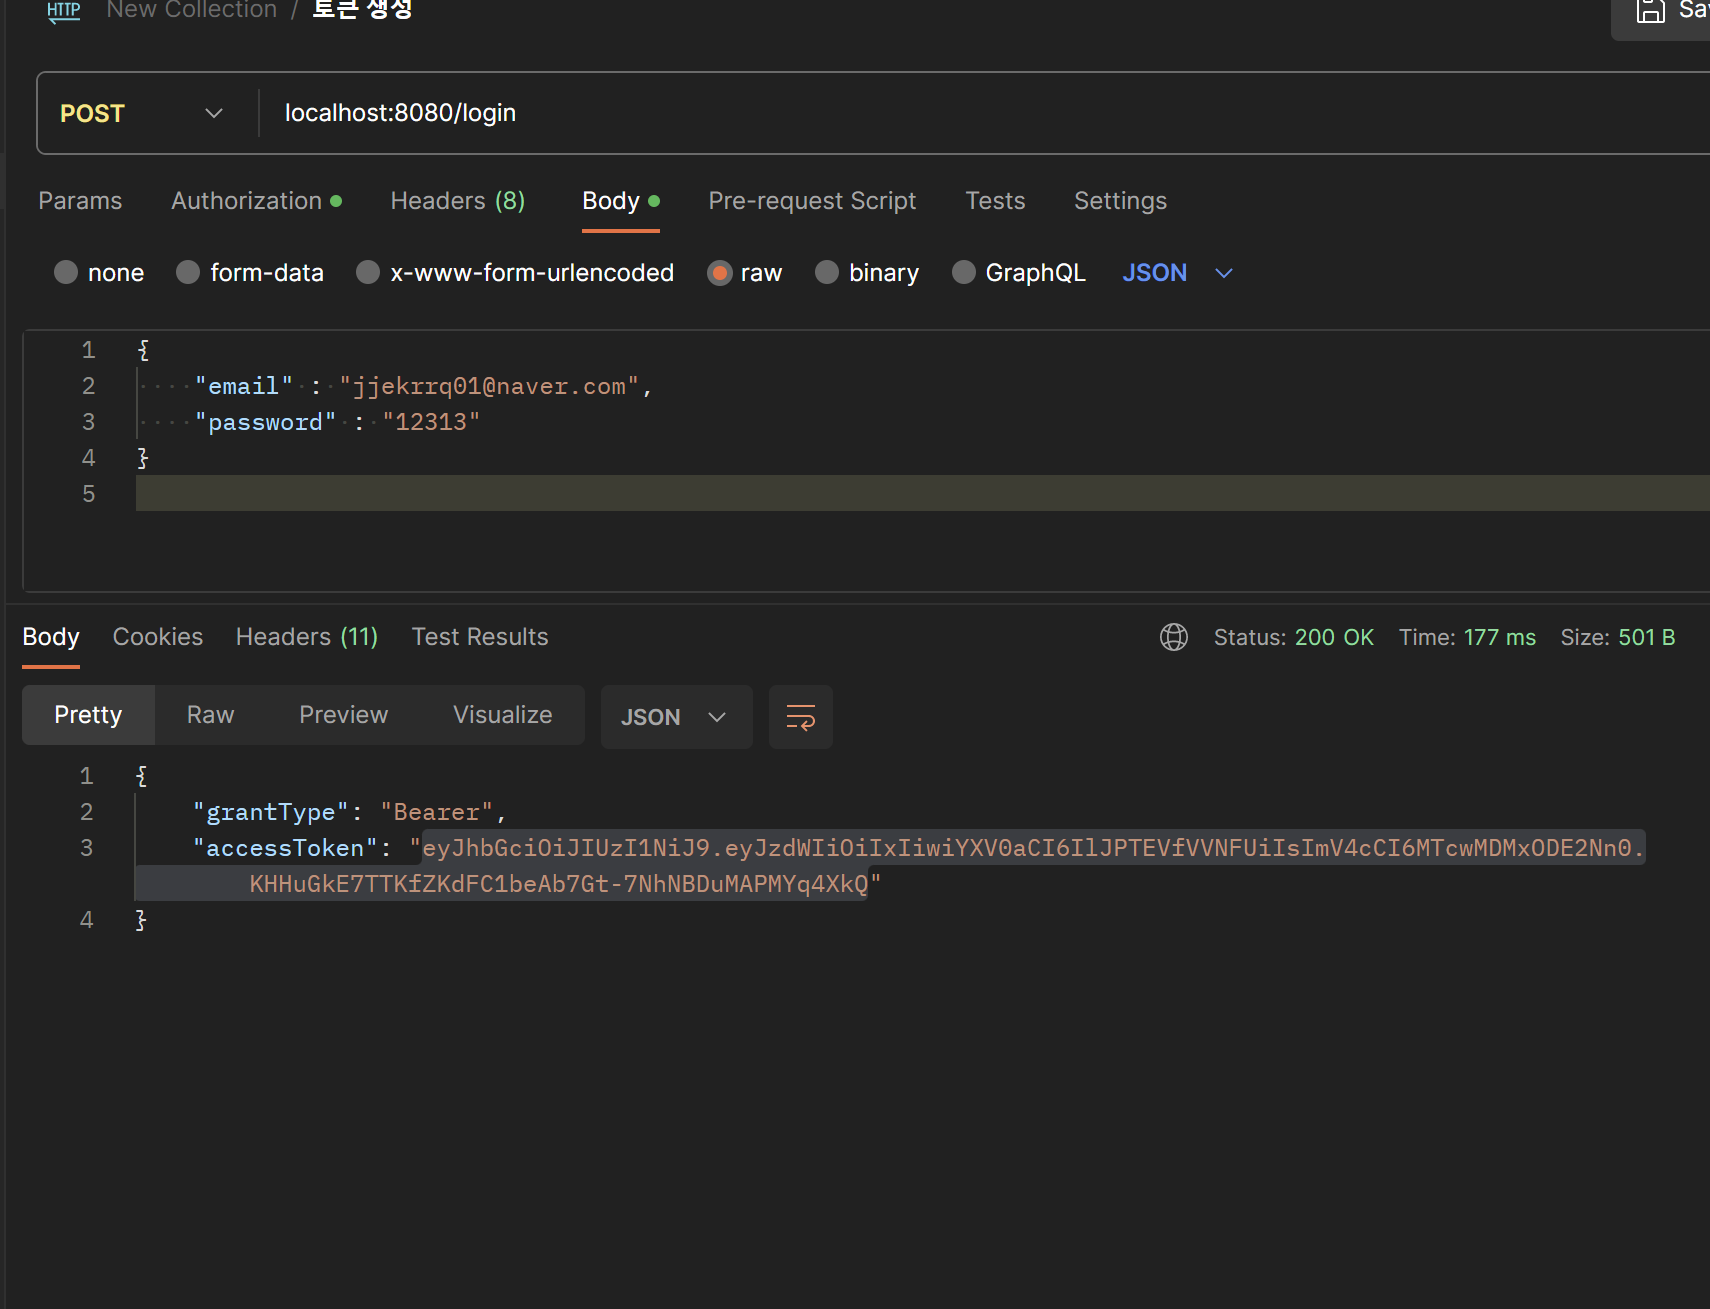 HTTP New Collection / 토큰 생성
POST localhost:8080/login
Params Authorization Headers (8) Body Pre-request Script Tests Settings
none form-data x-www-form-urlencoded raw binary GraphQL JSON
1 {
2 "email" : "jjekrrq01@naver.com",
3 "password" : "12313"
4 }
5
Body Cookies Headers (11) Test Results Status: 200 OK Time: 177 ms Size: 501 B
Pretty Raw Preview Visualize JSON
1 {
2 "grantType": "Bearer",
3 "accessToken": "eyJhbGciOiJIUzI1NiJ9.eyJzdWIiOiIxIiwiYXV0aCI6IlJPTEVfVVNFUiIsImV4cCI6MTcwMDMxODE2Nn0.
KHHuGkE7TTKfZKdFC1beAb7Gt-7NhNBDuMAPMYq4XkQ"
4 }